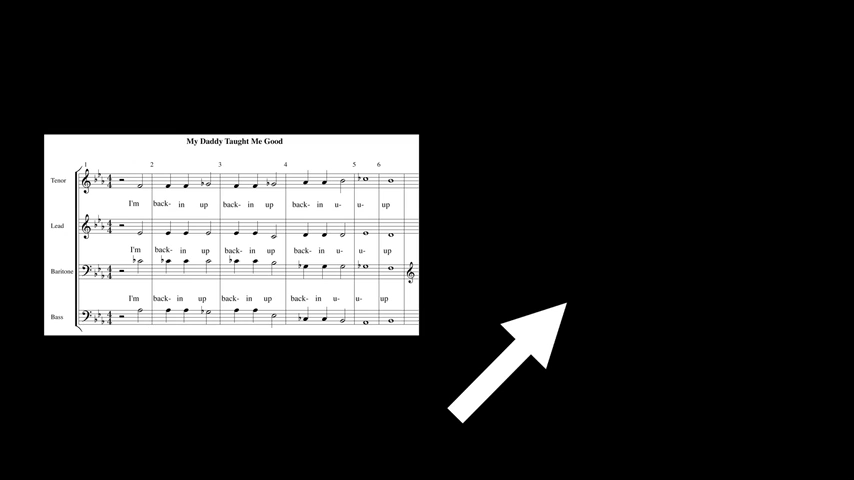 My Daddy Taught Me Good
1 2 3 4 5 6
Tenor
I'm back- in up back- in up back- in u- u- up
Lead
I'm back- in up back- in up back- in u- u- up
Baritone
I'm back- in up back- in up back- in u- u- up
Bass